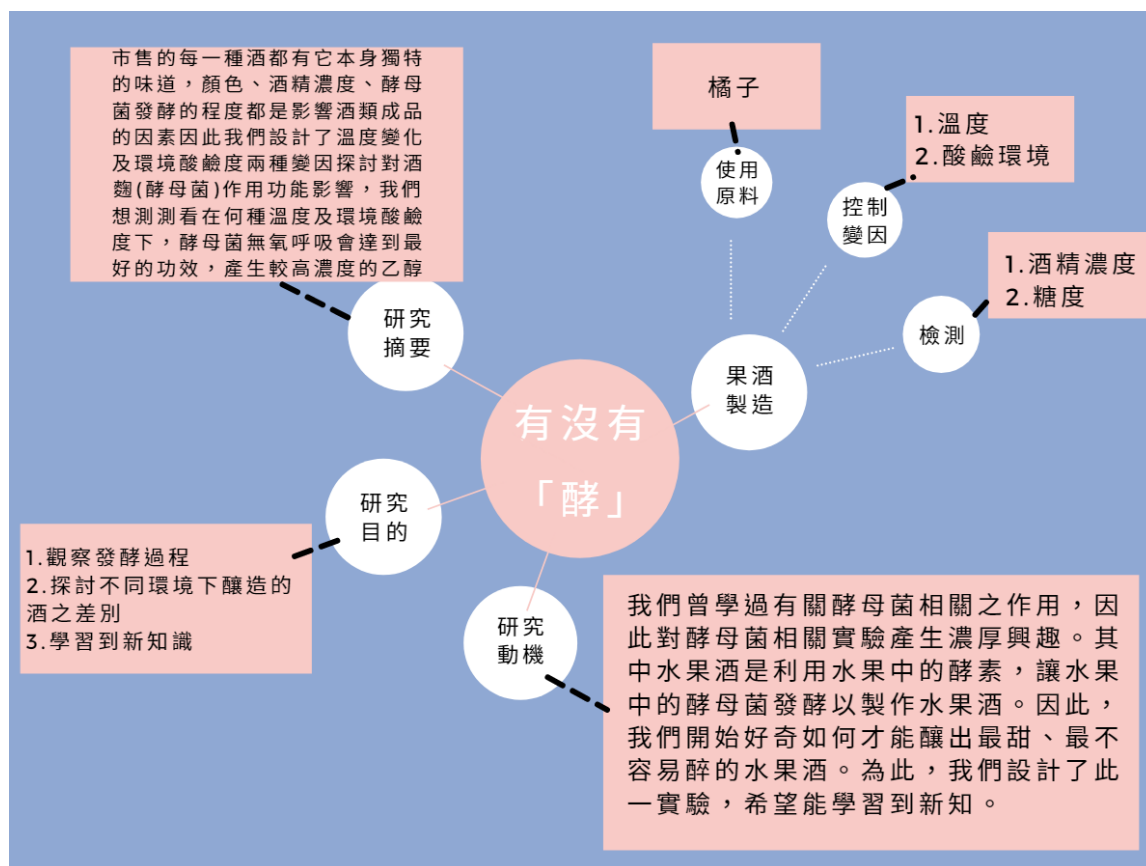 市售的每一種酒都有它本身獨特
的味道，顏色、酒精濃度、酵母
菌發酵的程度都是影響酒類成品
的因素因此我們設計了溫度變化
及環境酸鹼度兩種變因探討對酒
麴(酵母菌)作用功能影響，我們
想測測看在何種溫度及環境酸鹼
度下，酵母菌無氧呼吸會達到最
好的功效，產生較高濃度的乙醇
研究
摘要
橘子
使用
原料
1.溫度
2.酸鹼環境
控制
變因
1.酒精濃度
2.糖度
檢測
果酒
製造
有沒有
「酵」
研究
目的
1.觀察發酵過程
2.探討不同環境下釀造的
酒之差別
3.學習到新知識
研究
動機
我們曾學過有關酵母菌相關之作用，因
此對酵母菌相關實驗產生濃厚興趣。其
中水果酒是利用水果中的酵素，讓水果
中的酵母菌發酵以製作水果酒。因此，
我們開始好奇如何才能釀出最甜、最不
容易醉的水果酒。為此，我們設計了此
一實驗，希望能學習到新知。